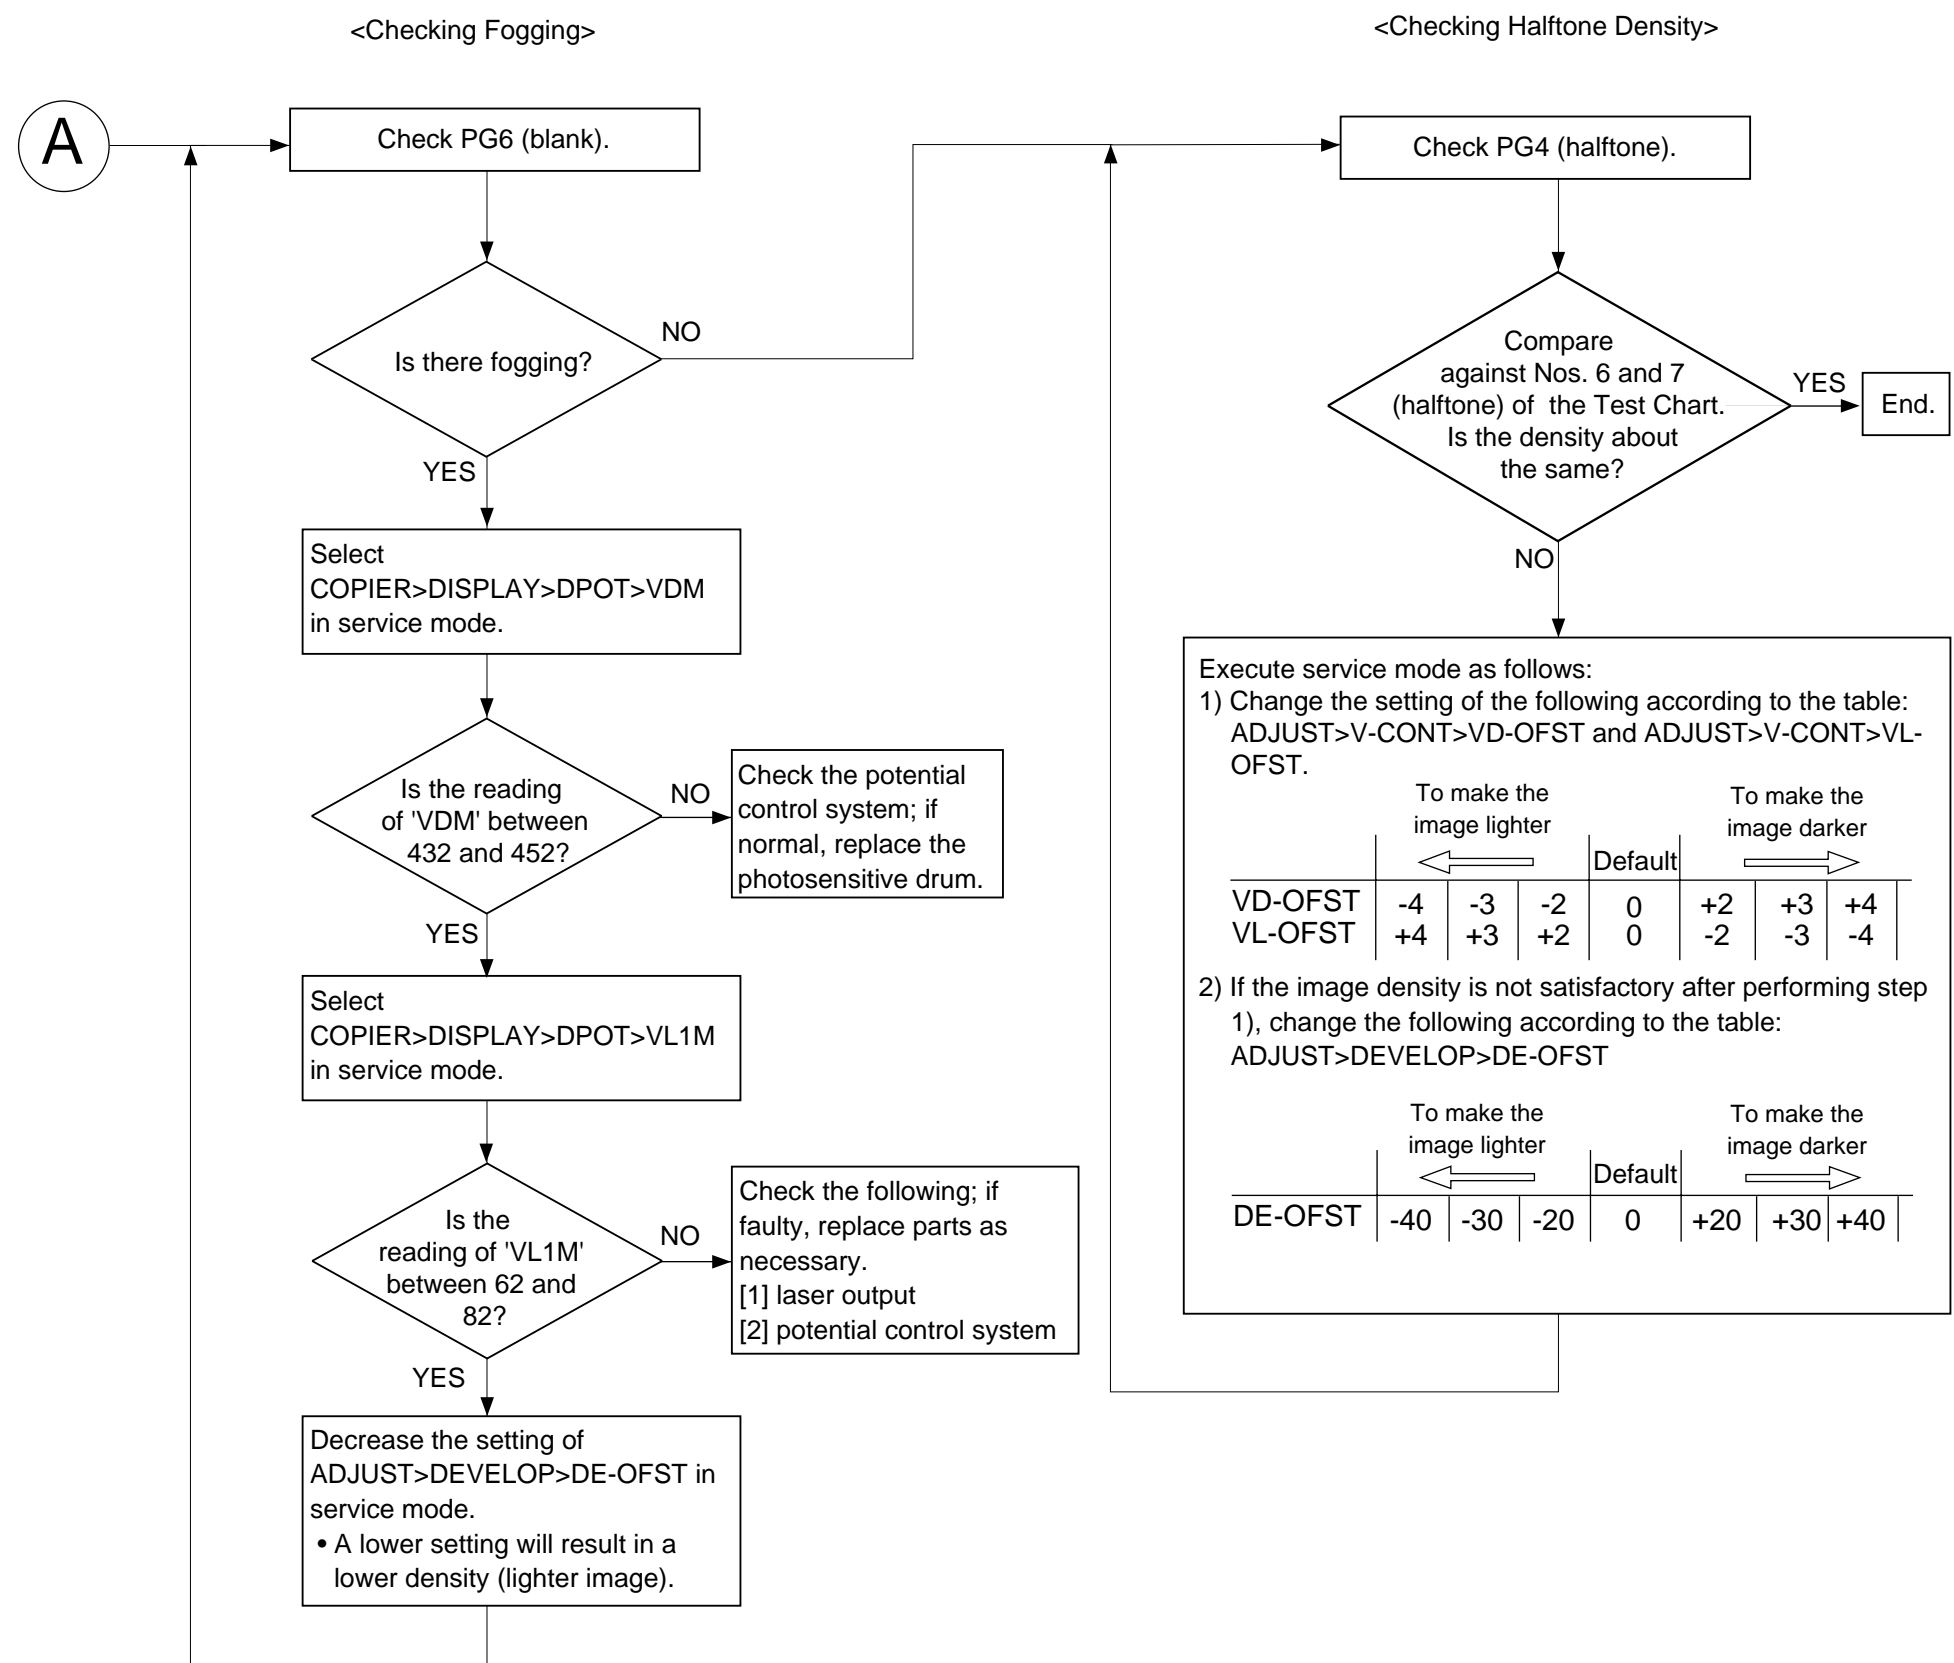 <Checking Fogging>
A
Check PG6 (blank).
Is there fogging?
NO
YES
Select
COPIER>DISPLAY>DPOT>VDM
in service mode.
Is the reading
of 'VDM' between
432 and 452?
NO
Check the potential
control system; if
normal, replace the
photosensitive drum.
YES
Select
COPIER>DISPLAY>DPOT>VL1M
in service mode.
Is the
reading of 'VL1M'
between 62 and
82?
NO
Check the following; if
faulty, replace parts as
necessary.
[1] laser output
[2] potential control system
YES
Decrease the setting of
ADJUST>DEVELOP>DE-OFST in
service mode.
• A lower setting will result in a
lower density (lighter image).
<Checking Halftone Density>
Check PG4 (halftone).
Compare
against Nos. 6 and 7
(halftone) of the Test Chart.
Is the density about
the same?
YES
End.
NO
Execute service mode as follows:
1) Change the setting of the following according to the table:
ADJUST>V-CONT>VD-OFST and ADJUST>V-CONT>VL-
OFST.
To make the
image lighter
To make the
image darker
Default
VD-OFST -4 -3 -2 0 +2 +3 +4
VL-OFST +4 +3 +2 0 -2 -3 -4
2) If the image density is not satisfactory after performing step
1), change the following according to the table:
ADJUST>DEVELOP>DE-OFST
To make the
image lighter
To make the
image darker
Default
DE-OFST -40 -30 -20 0 +20 +30 +40